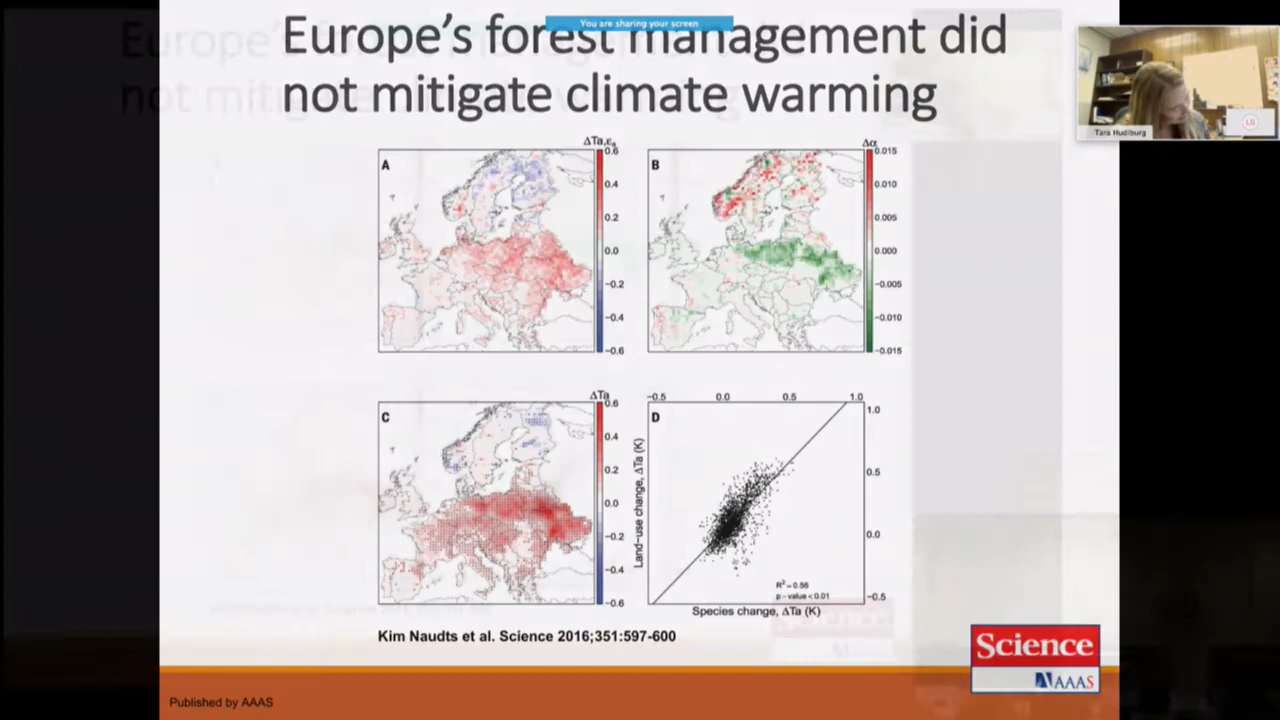 You are sharing your screen
Europe's forest management did
not mitigate climate warming
Tara Hudiburg
LS
ΔTa,εₐ
A
0.6
0.4
0.2
0.0
−0.2
−0.4
−0.6
Δα
B
0.015
0.010
0.005
0.000
−0.005
−0.010
−0.015
ΔTa
C
0.6
0.4
0.2
0.0
−0.2
−0.4
−0.6
−0.5 0.0 0.5 1.0
D
1.0
0.5
0.0
−0.5
Land−use change, ΔTa (K)
R²=0.56
p−value<0.01
Species change, ΔTa (K)
Kim Naudts et al. Science 2016;351:597-600
Science
AAAS
Published by AAAS